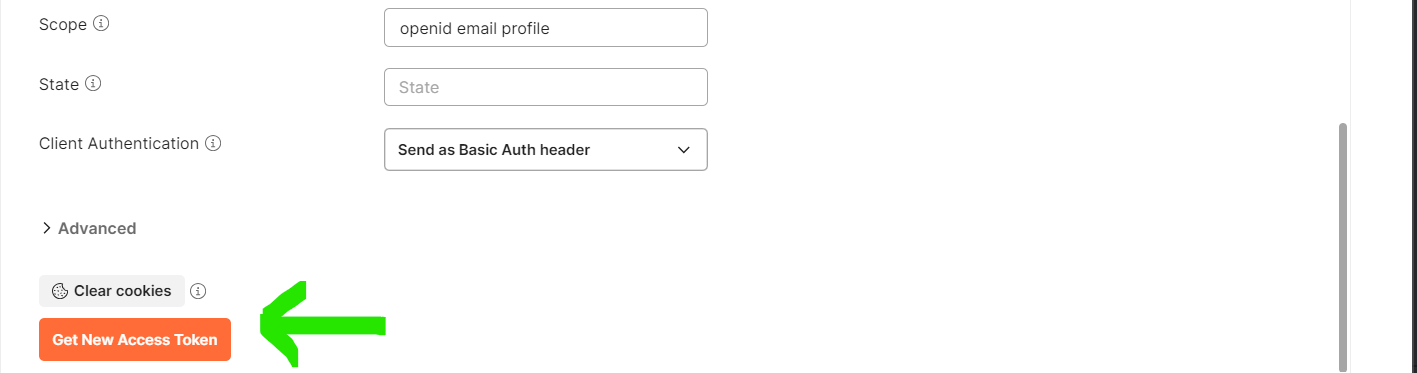 Scope
openid email profile
State
State
Client Authentication
Send as Basic Auth header
Advanced
Clear cookies
Get New Access Token